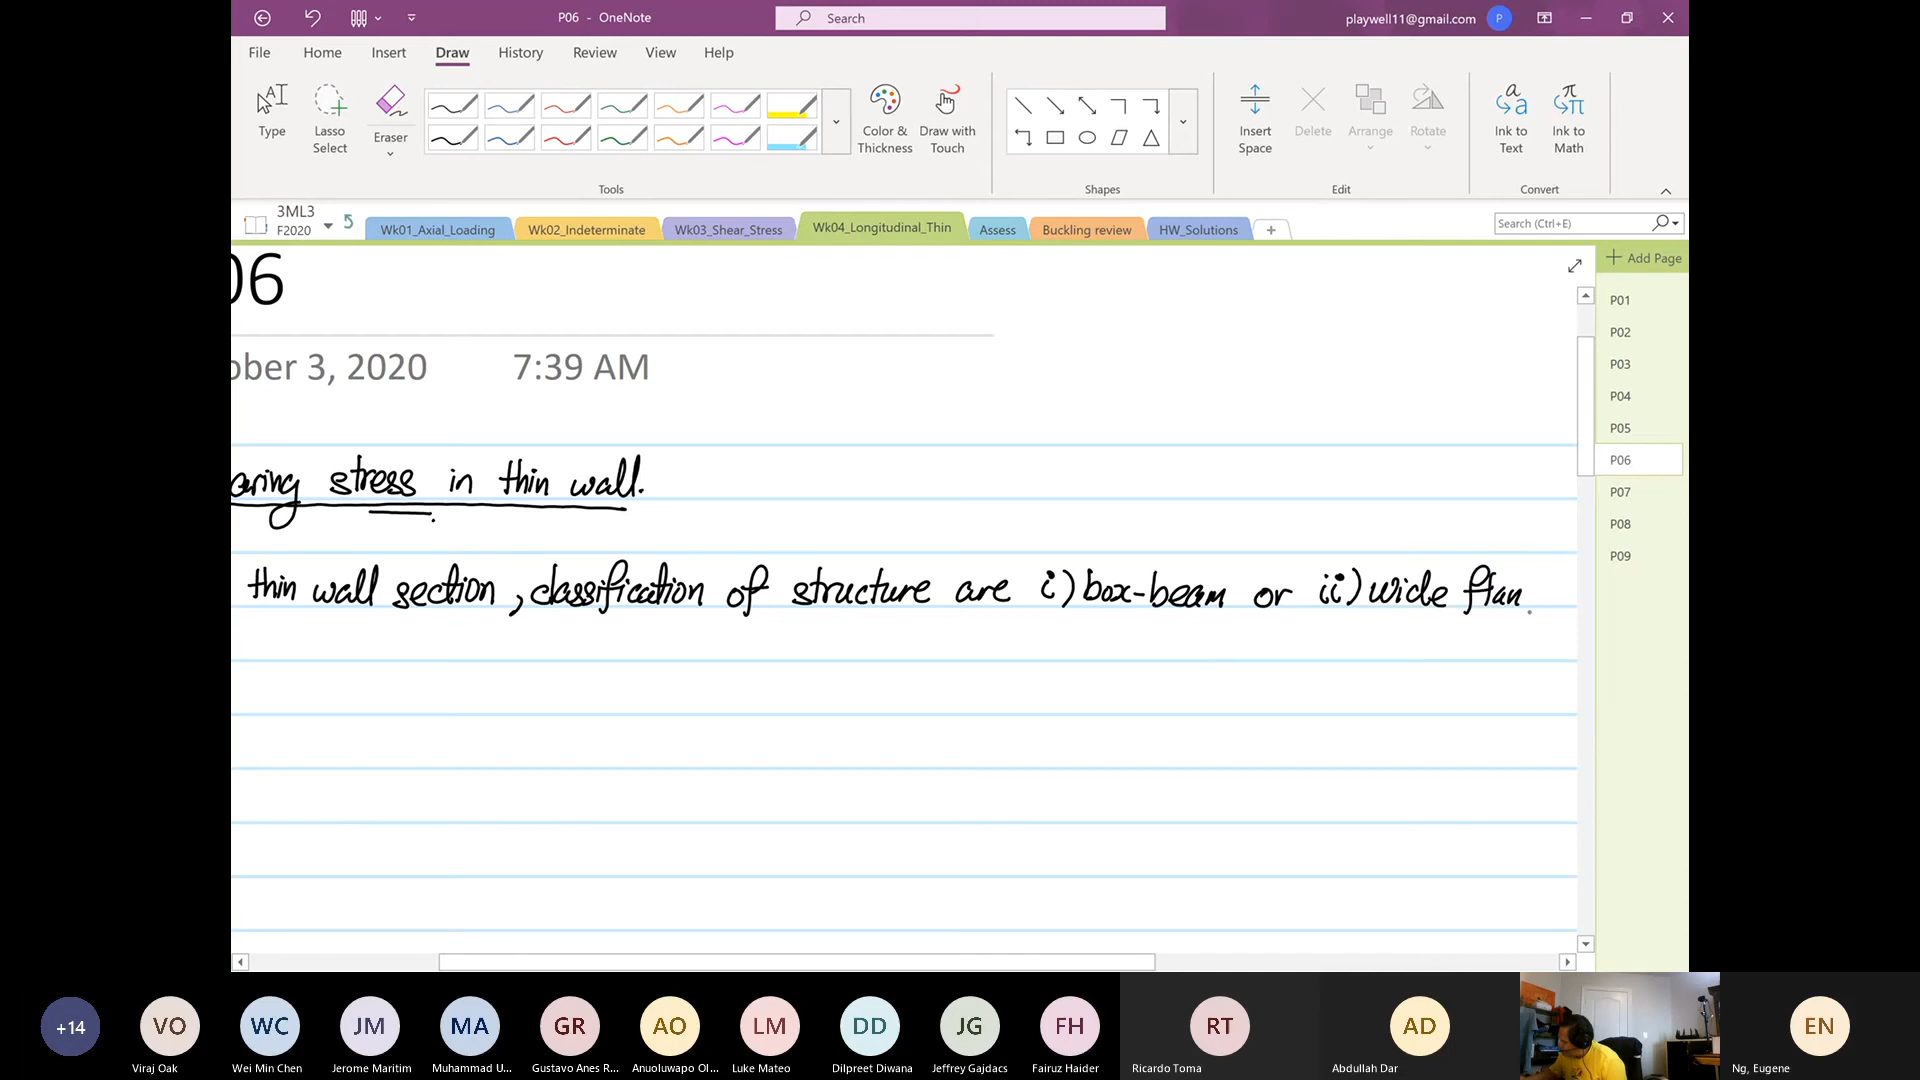 P06 - OneNote
Search
playwell11@gmail.com
P
File Home Insert Draw History Review View Help
Type
Lasso Select
Eraser
Color & Thickness
Draw with Touch
Insert Space
Delete
Arrange
Rotate
Ink to Text
Ink to Math
Tools
Shapes
Edit
Convert
3ML3
F2020
Wk01_Axial_Loading Wk02_Indeterminate Wk03_Shear_Stress Wk04_Longitudinal_Thin Assess Buckling review HW_Solutions
Search (Ctrl+E)
Add Page
P01
P02
P03
P04
P05
P06
P07
P08
P09
06
ober 3, 2020 7:39 AM
aring stress in thin wall.
thin wall section, classification of structure are i) box-beam or ii) wide flan
+14 VO WC JM MA GR AO LM DD JG FH RT AD EN
Viraj Oak Wei Min Chen Jerome Maritim Muhammad U... Gustavo Anes R... Anuoluwapo Ol... Luke Mateo Dilpreet Diwana Jeffrey Gajdacs Fairuz Haider Ricardo Toma Abdullah Dar Ng, Eugene